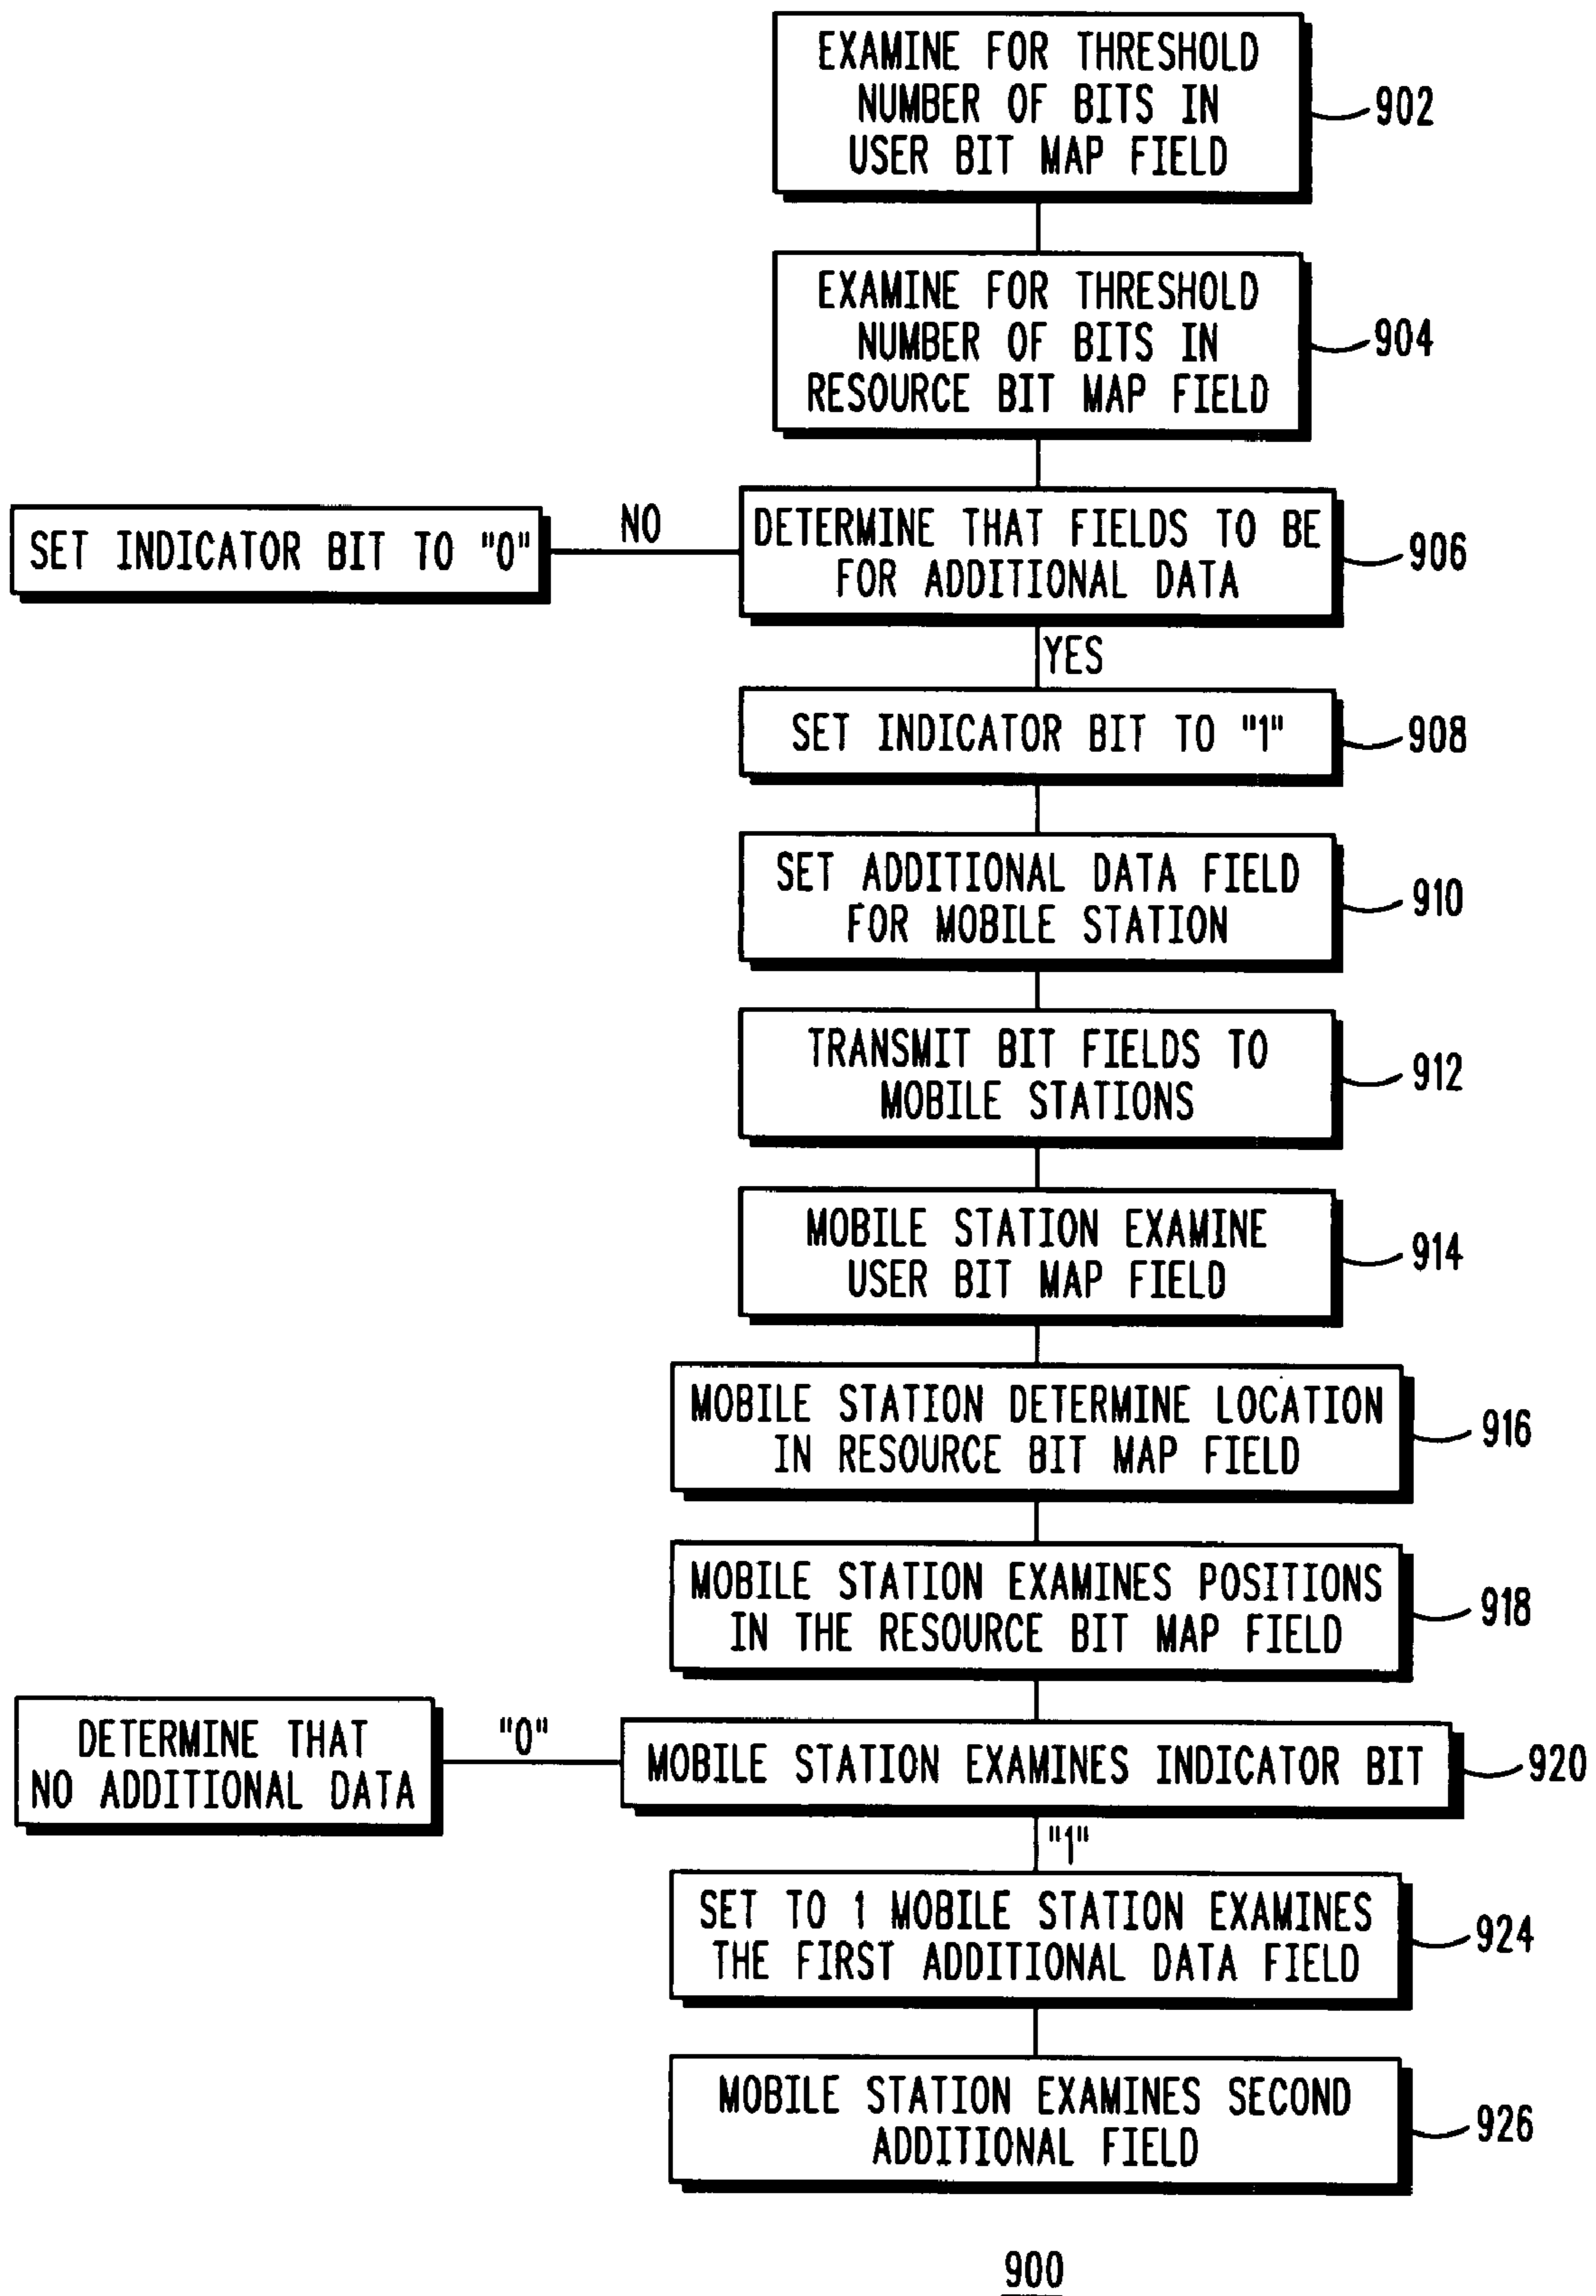 EXAMINE FOR THRESHOLD
NUMBER OF BITS IN
USER BIT MAP FIELD
902
EXAMINE FOR THRESHOLD
NUMBER OF BITS IN
RESOURCE BIT MAP FIELD
904
SET INDICATOR BIT TO "0"
NO
DETERMINE THAT FIELDS TO BE
FOR ADDITIONAL DATA
906
YES
SET INDICATOR BIT TO "1"
908
SET ADDITIONAL DATA FIELD
FOR MOBILE STATION
910
TRANSMIT BIT FIELDS TO
MOBILE STATIONS
912
MOBILE STATION EXAMINE
USER BIT MAP FIELD
914
MOBILE STATION DETERMINE LOCATION
IN RESOURCE BIT MAP FIELD
916
MOBILE STATION EXAMINES POSITIONS
IN THE RESOURCE BIT MAP FIELD
918
DETERMINE THAT
NO ADDITIONAL DATA
"0"
MOBILE STATION EXAMINES INDICATOR BIT
920
"1"
SET TO 1 MOBILE STATION EXAMINES
THE FIRST ADDITIONAL DATA FIELD
924
MOBILE STATION EXAMINES SECOND
ADDITIONAL FIELD
926
900